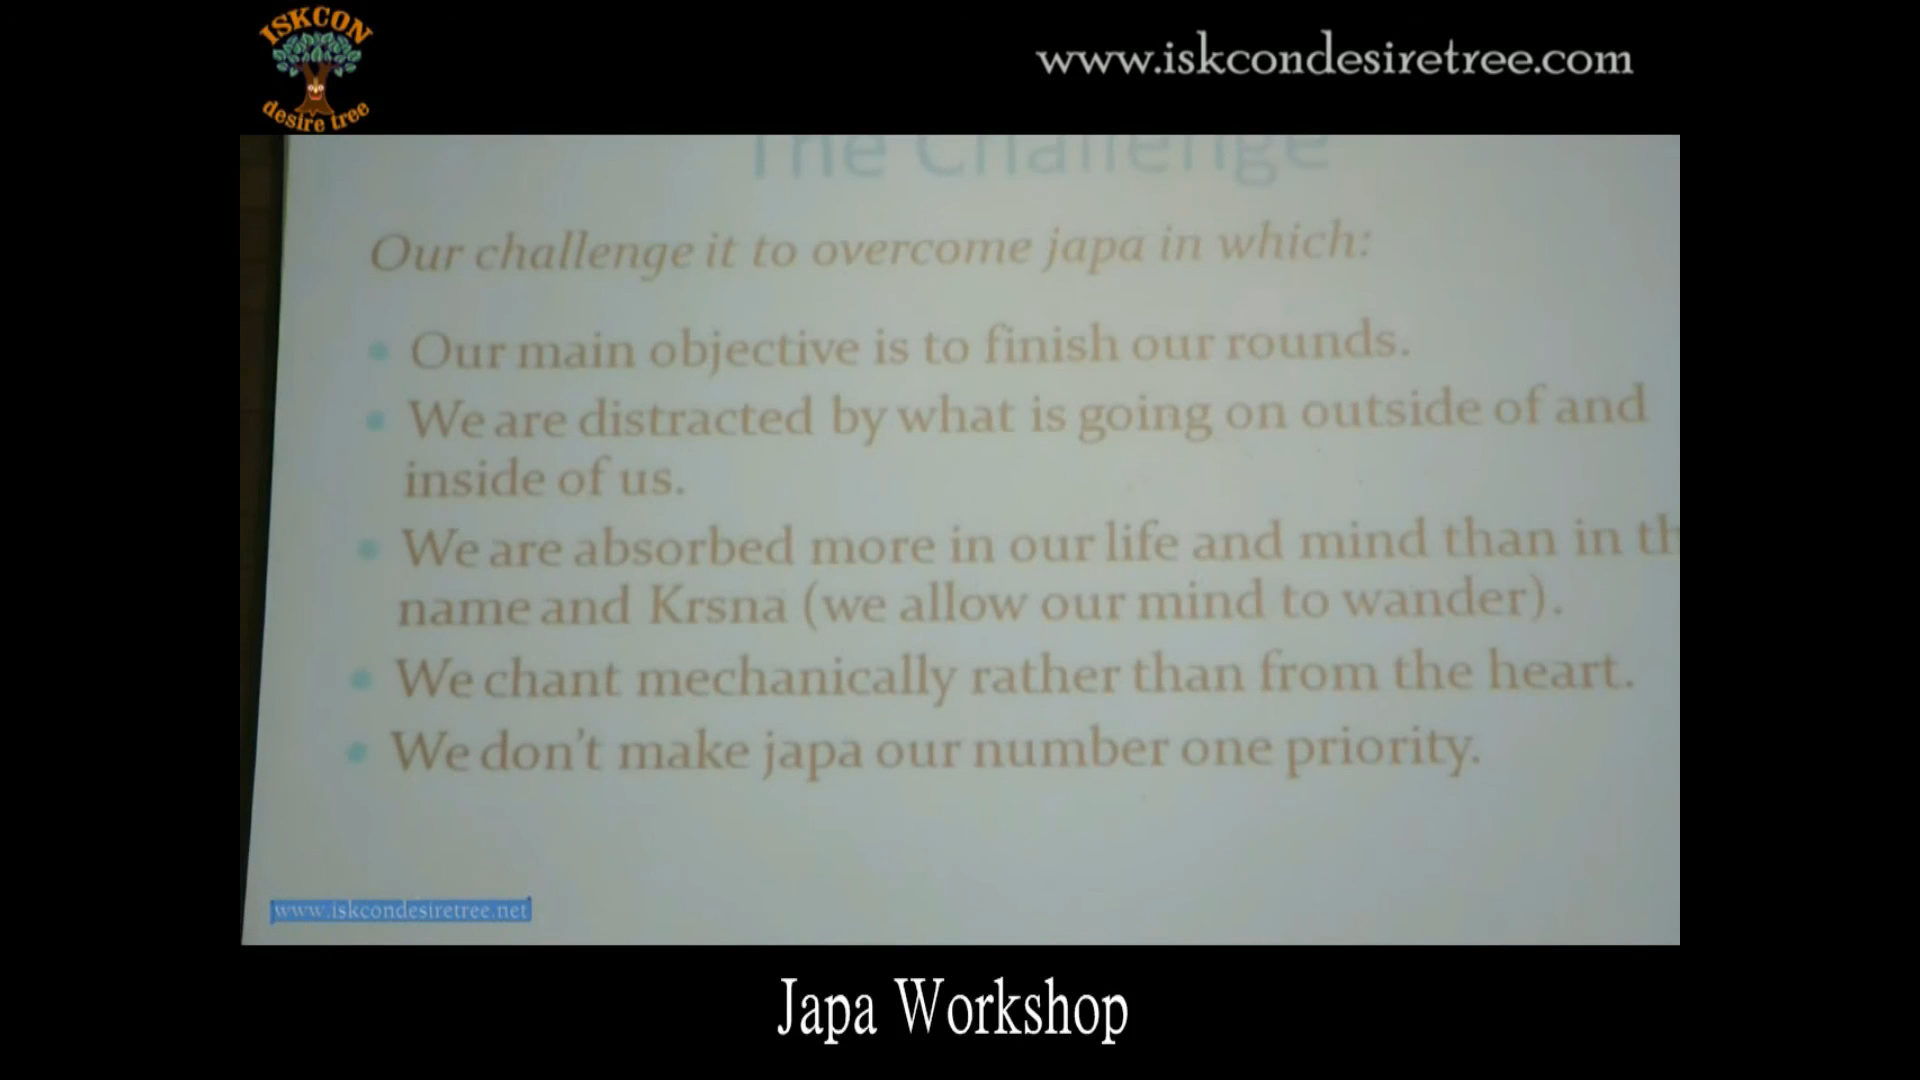 ISKCON
desire tree
www.iskcondesiretree.com
The Challenge
Our challenge it to overcome japa in which:
Our main objective is to finish our rounds.
We are distracted by what is going on outside of and
inside of us.
We are absorbed more in our life and mind than in th
name and Krsna (we allow our mind to wander).
We chant mechanically rather than from the heart.
We don't make japa our number one priority.
www.iskcondesiretree.net
Japa Workshop